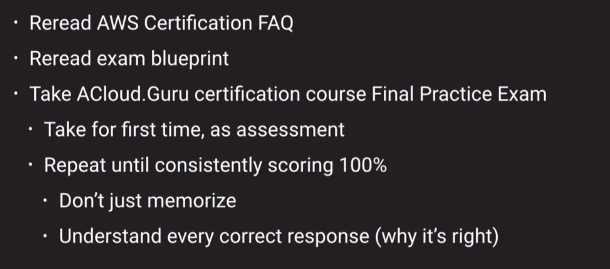 · Reread AWS Certification FAQ
· Reread exam blueprint
· Take ACloud.Guru certification course Final Practice Exam
· Take for first time, as assessment
· Repeat until consistently scoring 100%
· Don’t just memorize
· Understand every correct response (why it’s right)